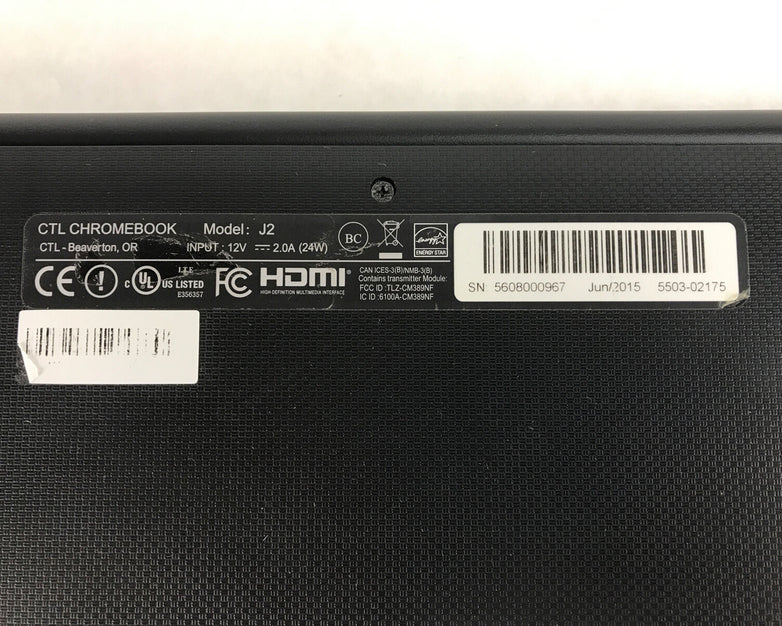 CTL CHROMEBOOK Model: J2
CTL - Beaverton, OR INPUT : 12V ⎓ 2.0A (24W)
BC
energy
ENERGY STAR
CE
c UL US LISTED
I.T.E
E356357
FC
HDMI
HIGH-DEFINITION MULTIMEDIA INTERFACE
CAN ICES-3(B)/NMB-3(B)
Contains transmitter Module:
FCC ID :TLZ-CM389NF
IC ID :6100A-CM389NF
SN 5608000967 Jun/2015 5503-02175